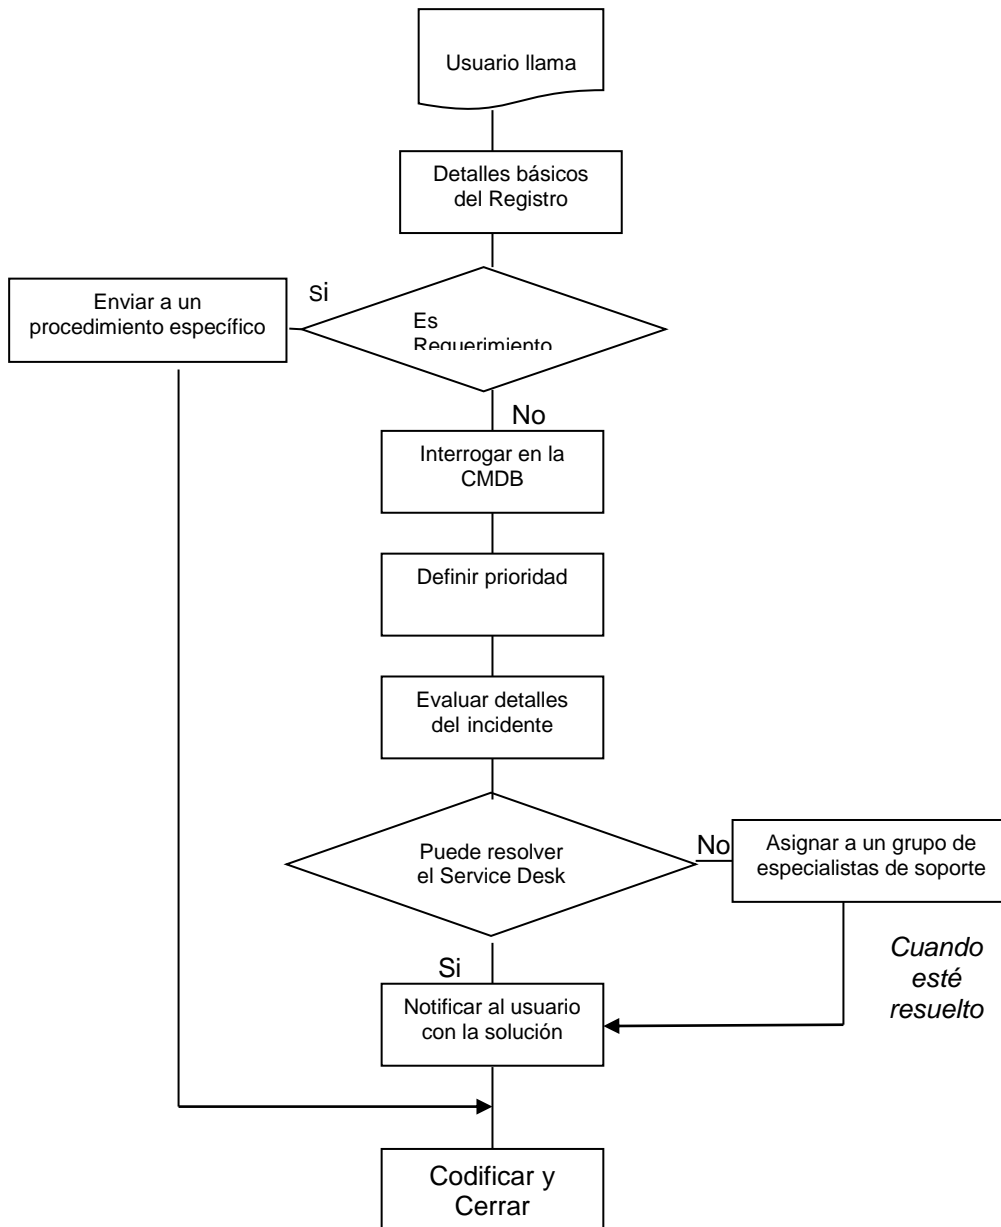 Usuario llama
Detalles básicos
del Registro
Enviar a un
procedimiento específico
Si
Es
Requerimiento
No
Interrogar en la
CMDB
Definir prioridad
Evaluar detalles
del incidente
Puede resolver
el Service Desk
No
Asignar a un grupo de
especialistas de soporte
Cuando
esté
resuelto
Si
Notificar al usuario
con la solución
Codificar y
Cerrar